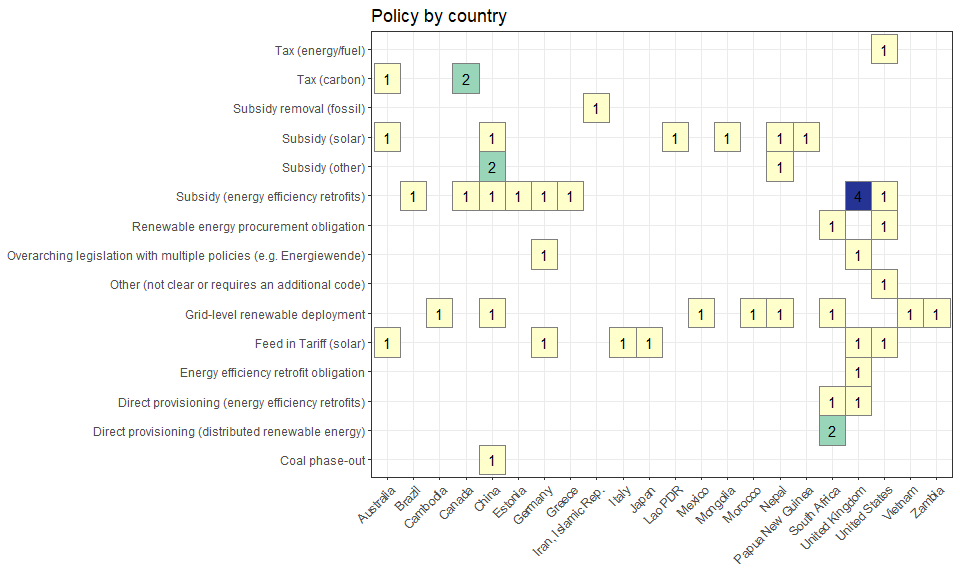 Policy by country
Tax (energy/fuel) 1
Tax (carbon) 1 2
Subsidy removal (fossil) 1
Subsidy (solar) 1 1 1 1 1 1
Subsidy (other) 2 1
Subsidy (energy efficiency retrofits) 1 1 1 1 1 1 4 1
Renewable energy procurement obligation 1 1
Overarching legislation with multiple policies (e.g. Energiewende) 1 1
Other (not clear or requires an additional code) 1
Grid-level renewable deployment 1 1 1 1 1 1 1 1
Feed in Tariff (solar) 1 1 1 1 1 1
Energy efficiency retrofit obligation 1
Direct provisioning (energy efficiency retrofits) 1 1
Direct provisioning (distributed renewable energy) 2
Coal phase-out 1
Australia
Brazil
Cambodia
Canada
China
Estonia
Germany
Greece
Iran, Islamic Rep.
Italy
Japan
Lao PDR
Mexico
Mongolia
Morocco
Nepal
Papua New Guinea
South Africa
United Kingdom
United States
Vietnam
Zambia